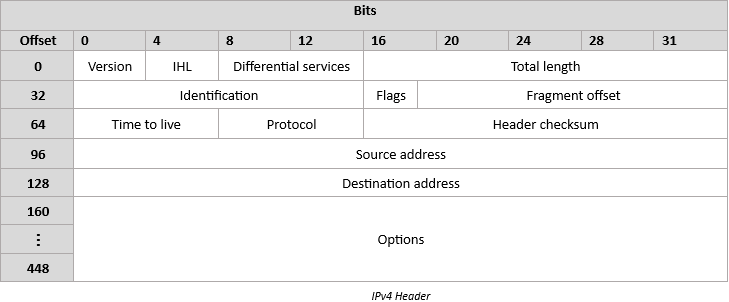 Bits
Offset 0 4 8 12 16 20 24 28 31
0 Version IHL Differential services Total length
32 Identification Flags Fragment offset
64 Time to live Protocol Header checksum
96 Source address
128 Destination address
160
⋮ Options
448
IPv4 Header